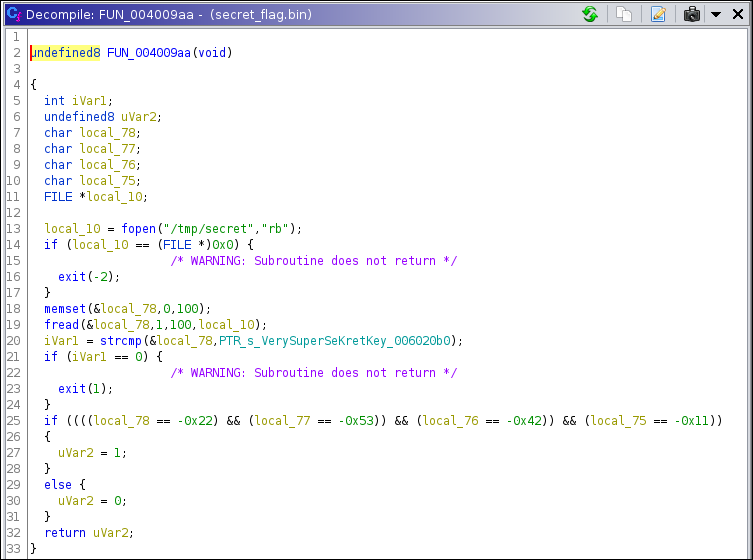 Decompile: FUN_004009aa - (secret_flag.bin)
1
2 undefined8 FUN_004009aa(void)
3
4 {
5 int iVar1;
6 undefined8 uVar2;
7 char local_78;
8 char local_77;
9 char local_76;
10 char local_75;
11 FILE *local_10;
12
13 local_10 = fopen("/tmp/secret","rb");
14 if (local_10 == (FILE *)0x0) {
15 /* WARNING: Subroutine does not return */
16 exit(-2);
17 }
18 memset(&local_78,0,100);
19 fread(&local_78,1,100,local_10);
20 iVar1 = strcmp(&local_78,PTR_s_VerySuperSeKretKey_006020b0);
21 if (iVar1 == 0) {
22 /* WARNING: Subroutine does not return */
23 exit(1);
24 }
25 if ((((local_78 == -0x22) && (local_77 == -0x53)) && (local_76 == -0x42)) && (local_75 == -0x11))
26 {
27 uVar2 = 1;
28 }
29 else {
30 uVar2 = 0;
31 }
32 return uVar2;
33 }